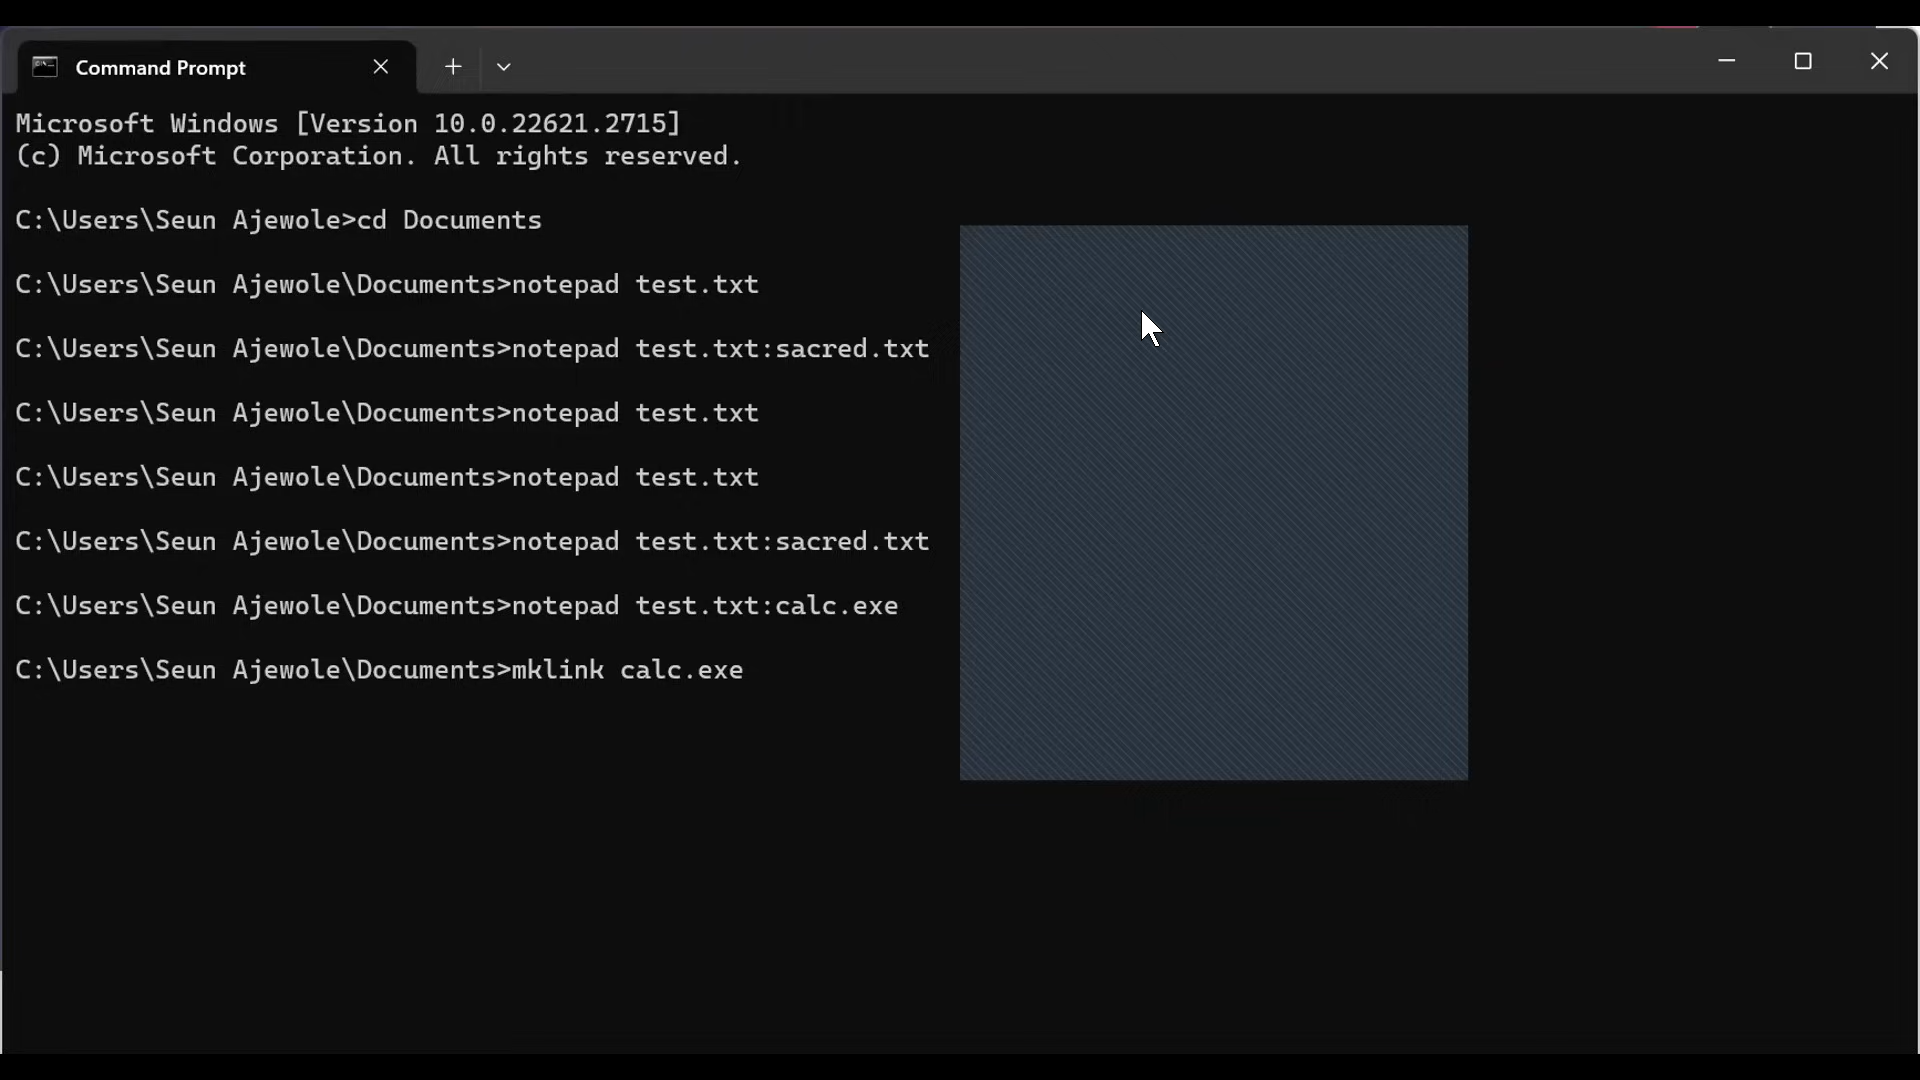 Command Prompt
Microsoft Windows [Version 10.0.22621.2715]
(c) Microsoft Corporation. All rights reserved.
C:\Users\Seun Ajewole>cd Documents
C:\Users\Seun Ajewole\Documents>notepad test.txt
C:\Users\Seun Ajewole\Documents>notepad test.txt:sacred.txt
C:\Users\Seun Ajewole\Documents>notepad test.txt
C:\Users\Seun Ajewole\Documents>notepad test.txt
C:\Users\Seun Ajewole\Documents>notepad test.txt:sacred.txt
C:\Users\Seun Ajewole\Documents>notepad test.txt:calc.exe
C:\Users\Seun Ajewole\Documents>mklink calc.exe